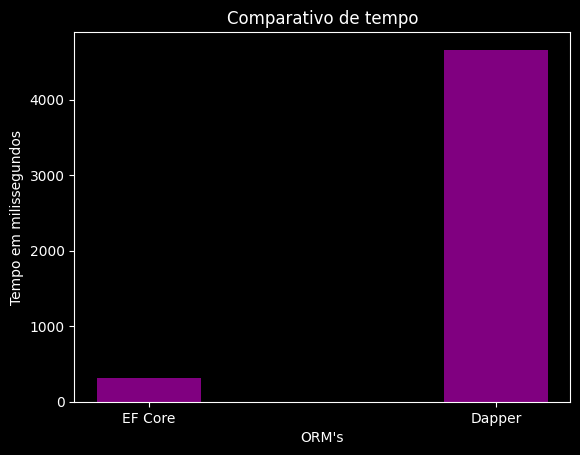 Comparativo de tempo
Tempo em milissegundos
4000
3000
2000
1000
0
EF Core
Dapper
ORM's